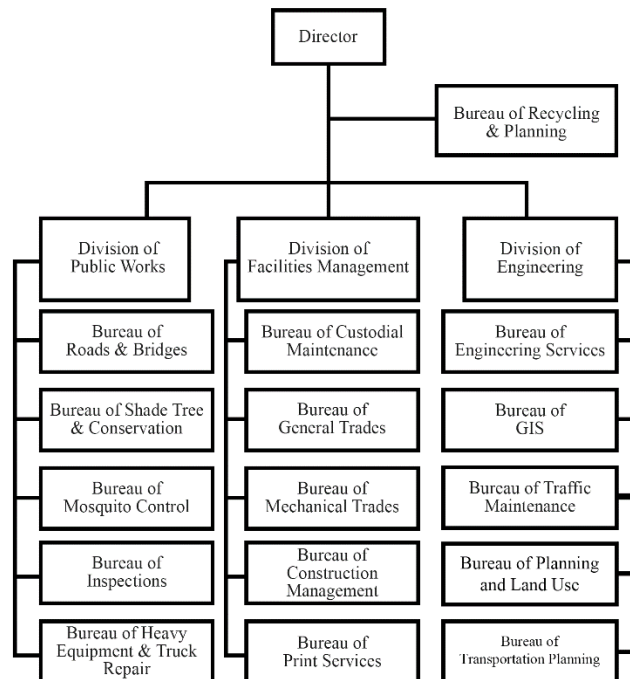 Director
Bureau of Recycling
& Planning
Division of
Public Works
Division of
Facilities Management
Division of
Engineering
Bureau of
Roads & Bridges
Bureau of Custodial
Maintenance
Bureau of
Engineering Services
Bureau of Shade Tree
& Conservation
Bureau of
General Trades
Bureau of
GIS
Bureau of
Mosquito Control
Bureau of
Mechanical Trades
Bureau of Traffic
Maintenance
Bureau of
Inspections
Bureau of
Construction
Management
Bureau of Planning
and Land Use
Bureau of Heavy
Equipment & Truck
Repair
Bureau of
Print Services
Bureau of
Transportation Planning